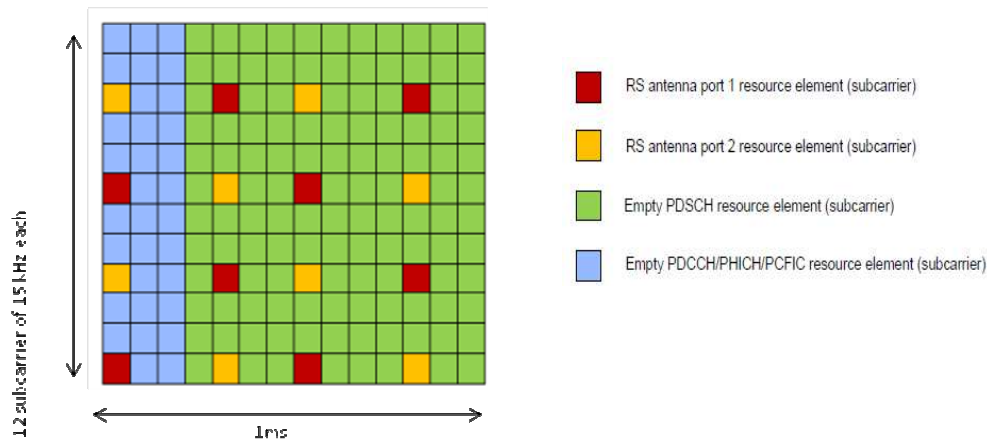 12 subcarrier of 15 kHz each
1ms
RS antenna port 1 resource element (subcarrier)
RS antenna port 2 resource element (subcarrier)
Empty PDSCH resource element (subcarrier)
Empty PDCCH/PHICH/PCFIC resource element (subcarrier)